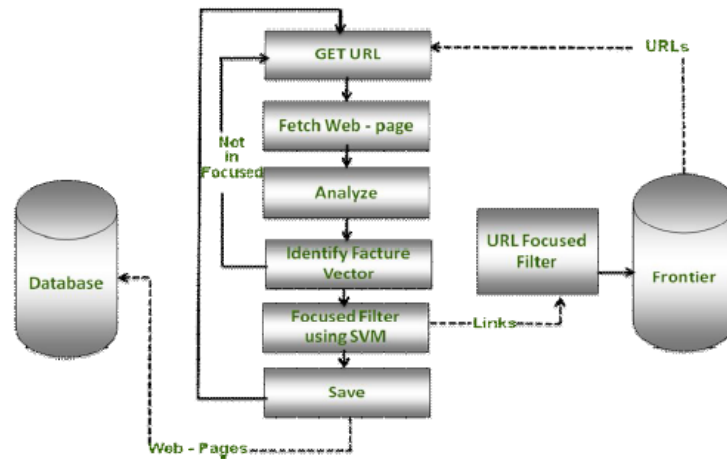 GET URL
URLs
Fetch Web - page
Not
in
Focused
Analyze
Identify Facture
Vector
URL Focused
Filter
Frontier
Database
Focused Filter
using SVM
Links
Save
Web - Pages